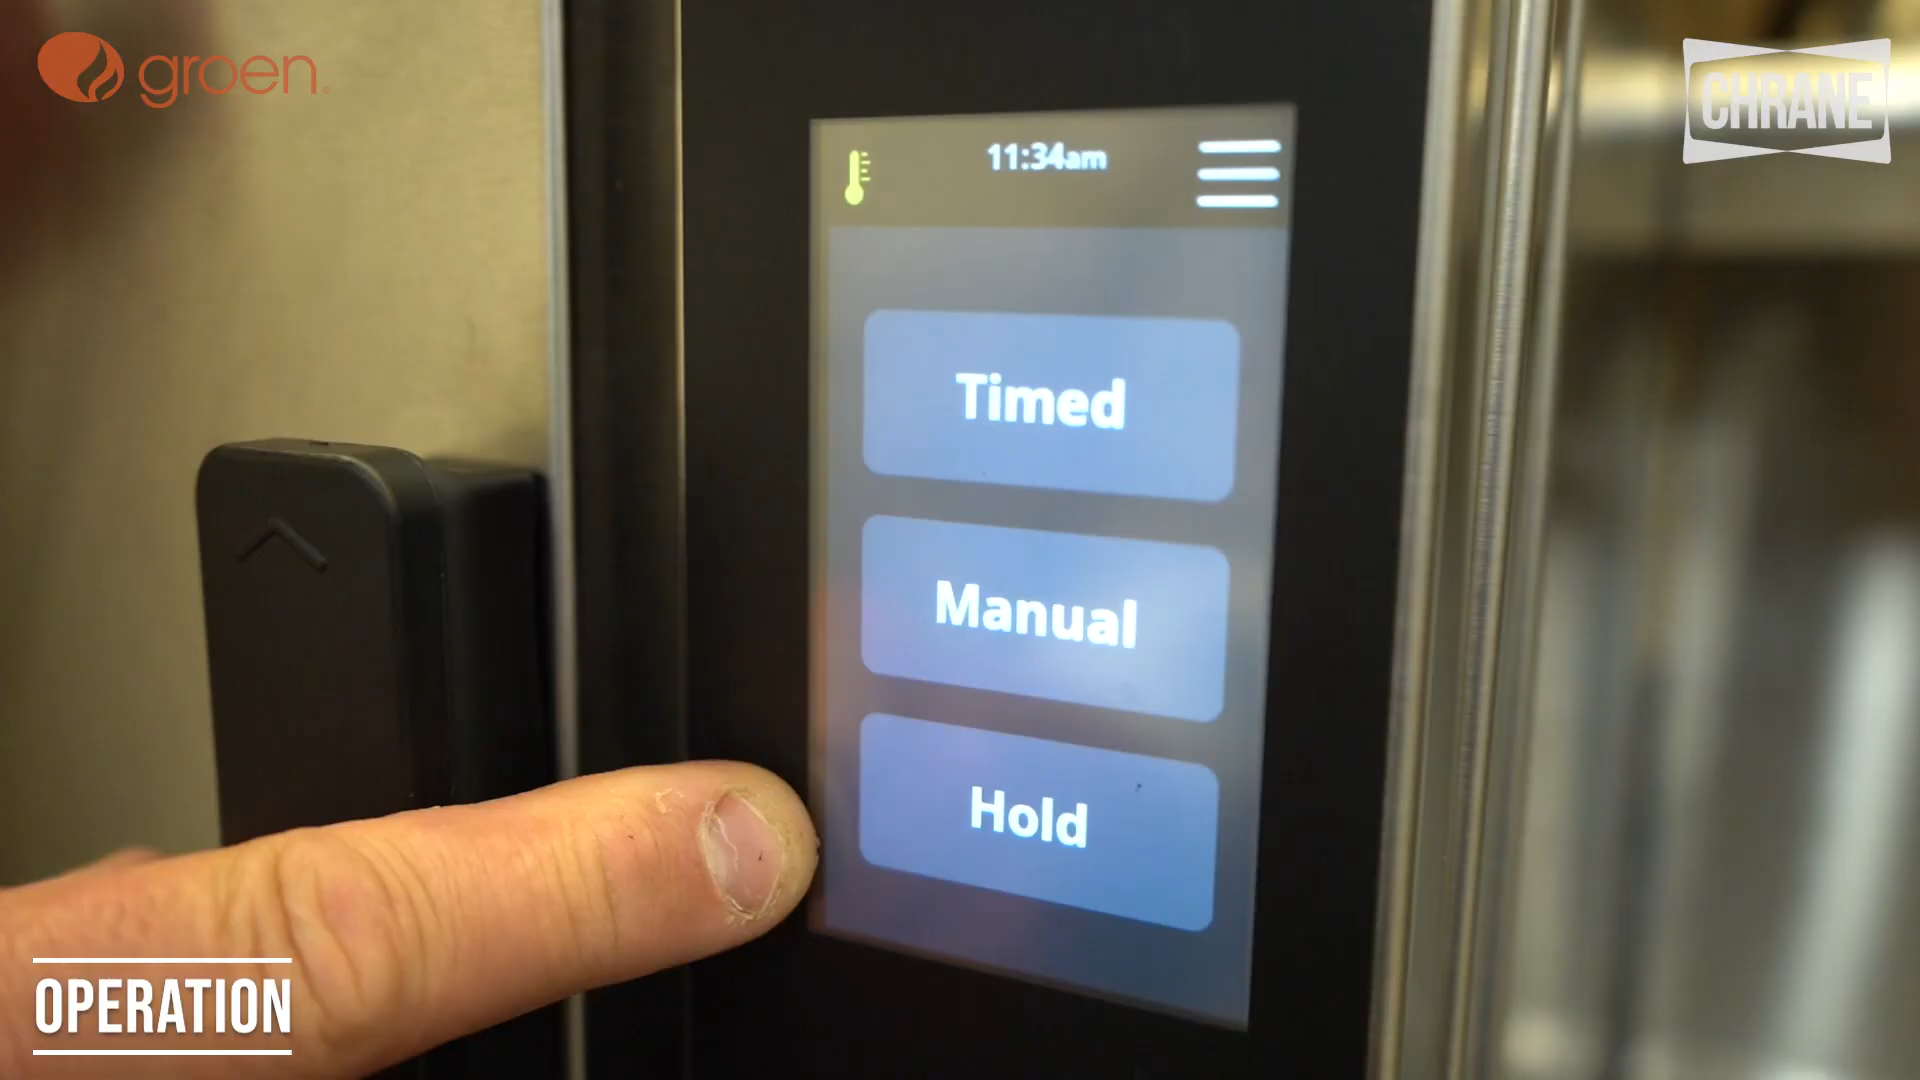 groen
CHRANE
11:34am
Timed
Manual
Hold
OPERATION